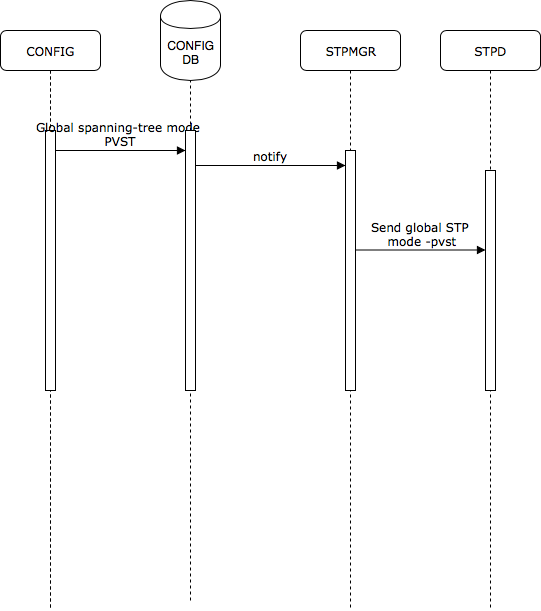 CONFIG
CONFIG
DB
STPMGR
STPD
Global spanning-tree mode
PVST
notify
Send global STP
mode -pvst